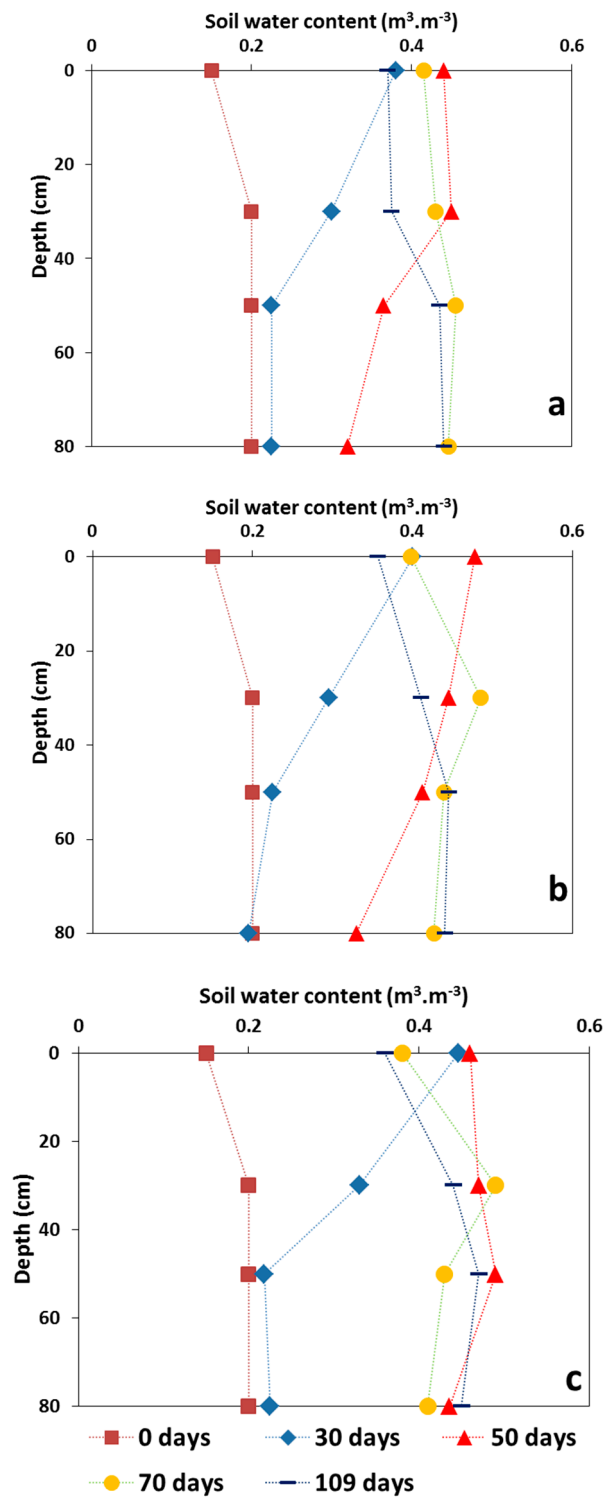 Soil water content (m³.m⁻³)
0 0.2 0.4 0.6
0
20
40
60
80
Depth (cm)
a
Soil water content (m³.m⁻³)
0 0.2 0.4 0.6
0
20
40
60
80
Depth (cm)
b
Soil water content (m³.m⁻³)
0 0.2 0.4 0.6
0
20
40
60
80
Depth (cm)
c
0 days 30 days 50 days
70 days 109 days